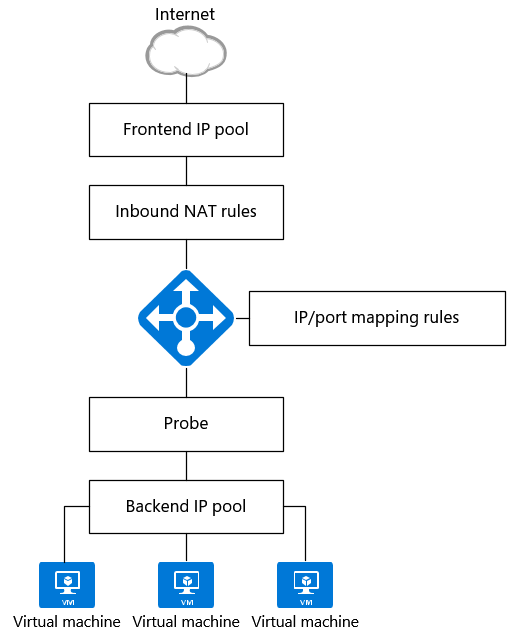 Internet
Frontend IP pool
Inbound NAT rules
IP/port mapping rules
Probe
Backend IP pool
VM VM VM
Virtual machine Virtual machine Virtual machine